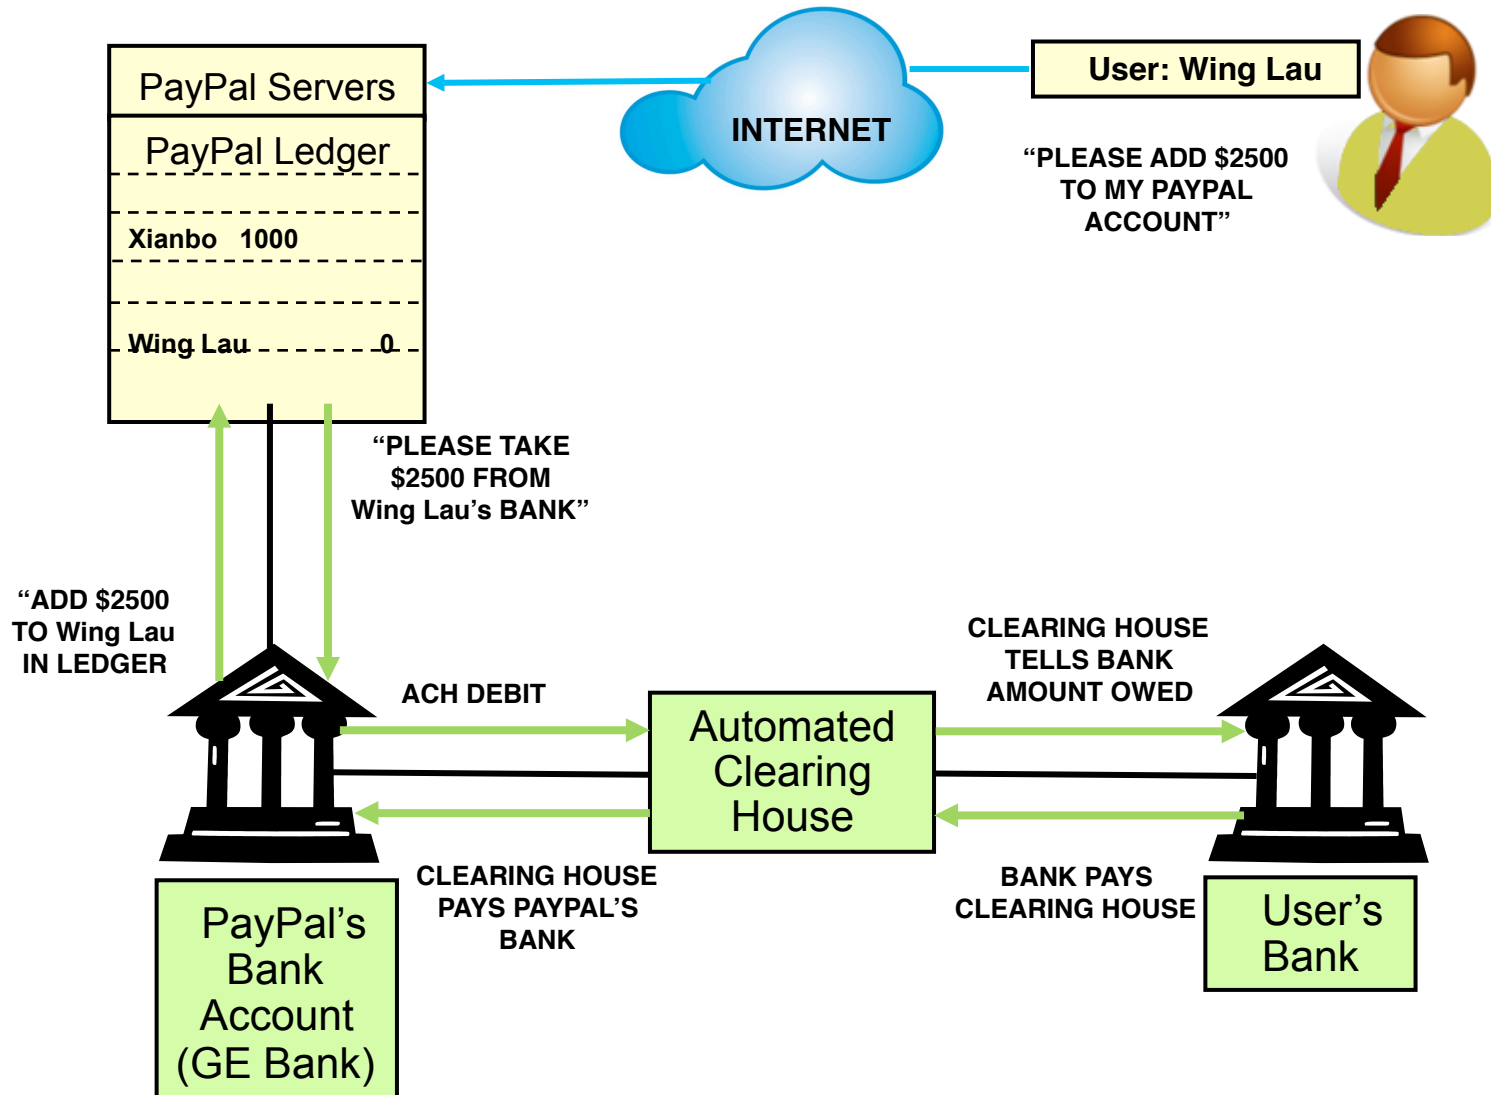 PayPal Servers
PayPal Ledger
Xianbo 1000
Wing Lau 0
INTERNET
User: Wing Lau
“PLEASE ADD $2500
TO MY PAYPAL
ACCOUNT”
“PLEASE TAKE
$2500 FROM
Wing Lau’s BANK”
“ADD $2500
TO Wing Lau
IN LEDGER
ACH DEBIT
Automated
Clearing
House
CLEARING HOUSE
TELLS BANK
AMOUNT OWED
CLEARING HOUSE
PAYS PAYPAL’S
BANK
BANK PAYS
CLEARING HOUSE
PayPal’s
Bank
Account
(GE Bank)
User’s
Bank